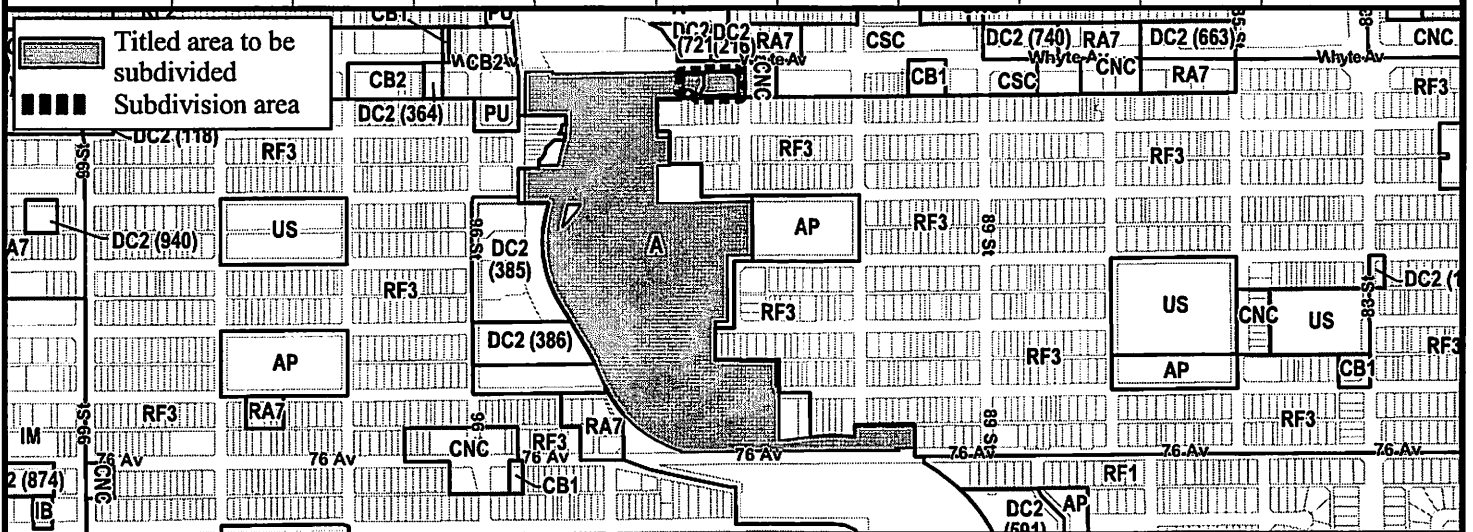 Titled area to be
subdivided
Subdivision area
CB1
PU
DC2
DC2
(721)
(216)
RA7
CSC
DC2 (740)
RA7
DC2 (663)
CNC
Whyte Av
Whyte Av
CB2
CB2
CNC
CB1
CSC
CNC
RA7
RF3
DC2 (364)
PU
DC2 (118)
99 St
RF3
RF3
RF3
DC2 (940)
A7
US
96 St
DC2
(385)
A
AP
RF3
89 St
RF3
RF3
US
CNC
US
83 St
DC2 (1
DC2 (386)
AP
RF3
AP
RF3
CB1
99 St
RF3
RA7
96
RA7
RF3
89 St
RF3
IM
CNC
76 Av
76 Av
76 Av
76 Av
76 Av
76 Av
2 (874)
CNC
CB1
RF1
IB
DC2
(591)
AP